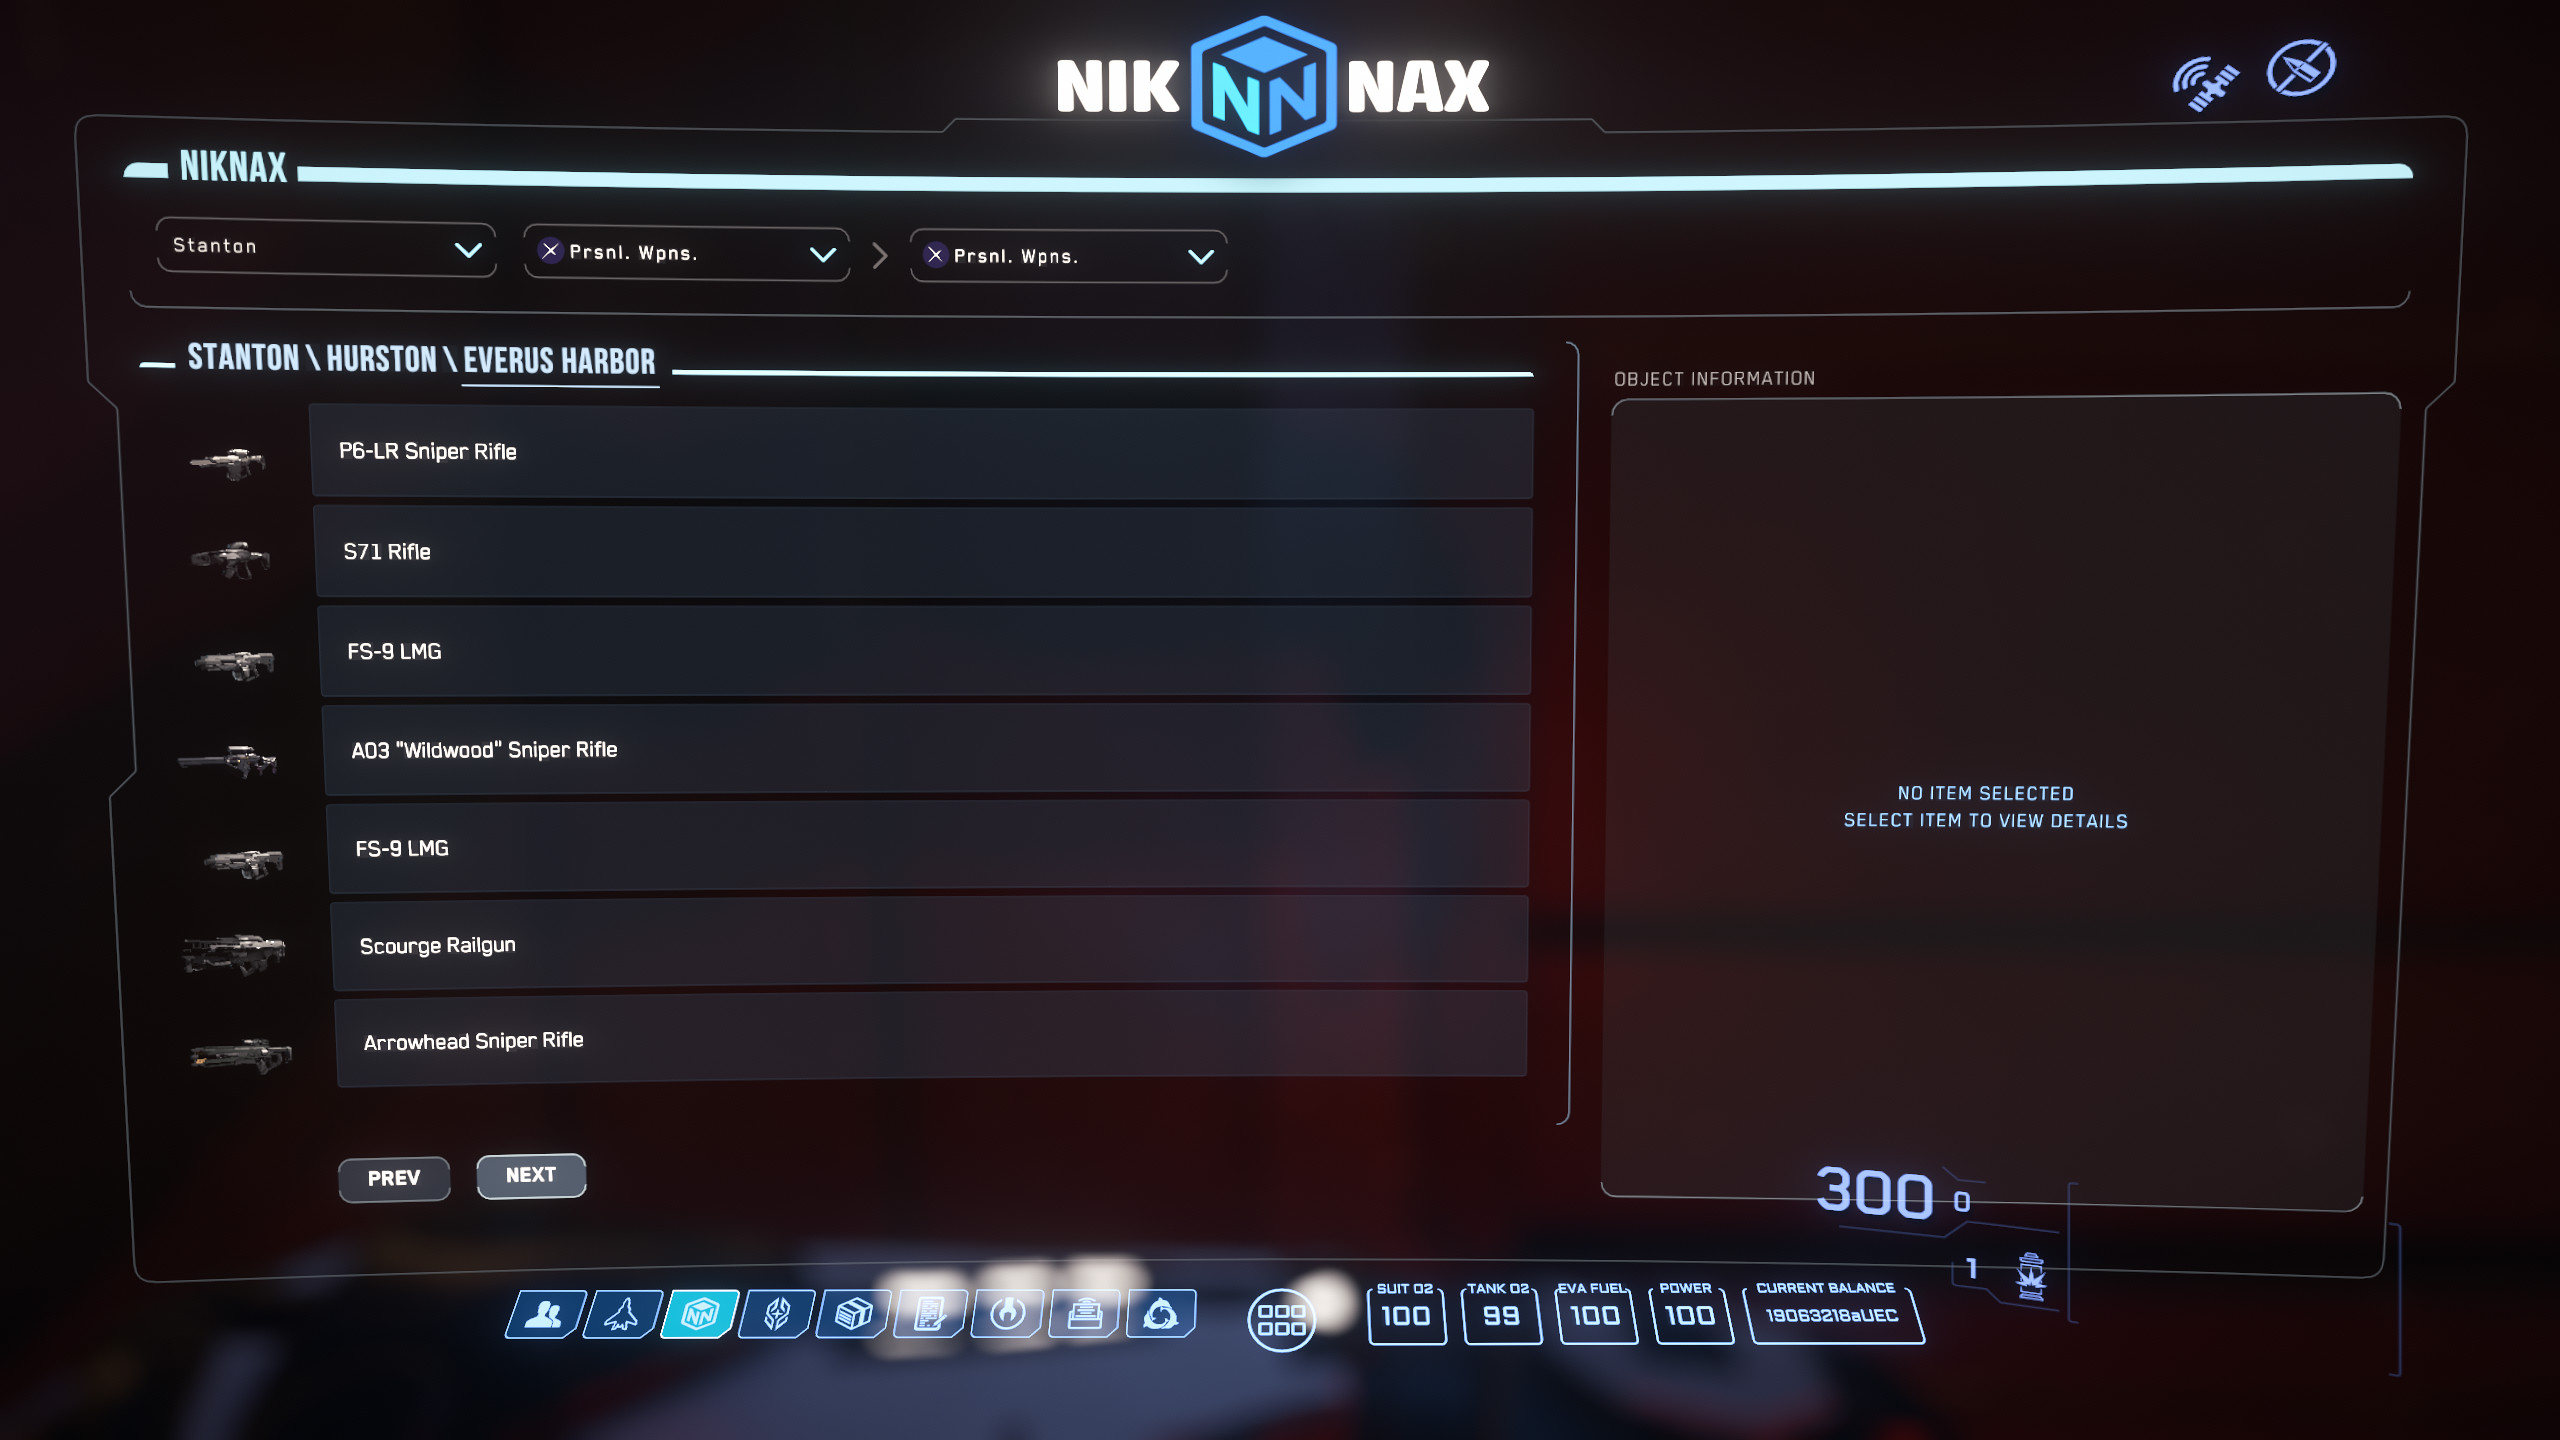 NIK NN NAX
NIKNAX
Stanton
Prsnl. Wpns.
Prsnl. Wpns.
STANTON \ HURSTON \ EVERUS HARBOR
P6-LR Sniper Rifle
S71 Rifle
FS-9 LMG
A03 "Wildwood" Sniper Rifle
FS-9 LMG
Scourge Railgun
Arrowhead Sniper Rifle
PREV
NEXT
OBJECT INFORMATION
NO ITEM SELECTED
SELECT ITEM TO VIEW DETAILS
300 0
1
NN
SUIT O2
100
TANK O2
99
EVA FUEL
100
POWER
100
CURRENT BALANCE
19063218aUEC